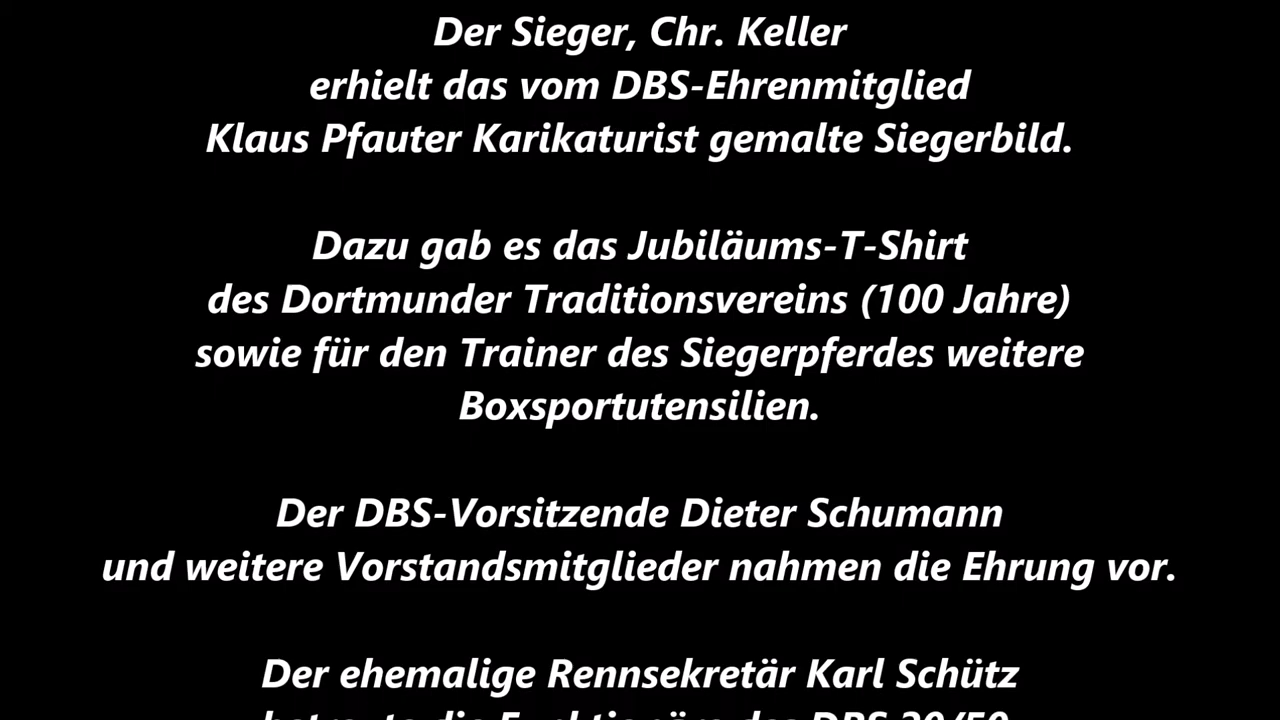 Der Sieger, Chr. Keller
erhielt das vom DBS-Ehrenmitglied
Klaus Pfauter Karikaturist gemalte Siegerbild.
Dazu gab es das Jubiläums-T-Shirt
des Dortmunder Traditionsvereins (100 Jahre)
sowie für den Trainer des Siegerpferdes weitere
Boxsportutensilien.
Der DBS-Vorsitzende Dieter Schumann
und weitere Vorstandsmitglieder nahmen die Ehrung vor.
Der ehemalige Rennsekretär Karl Schütz